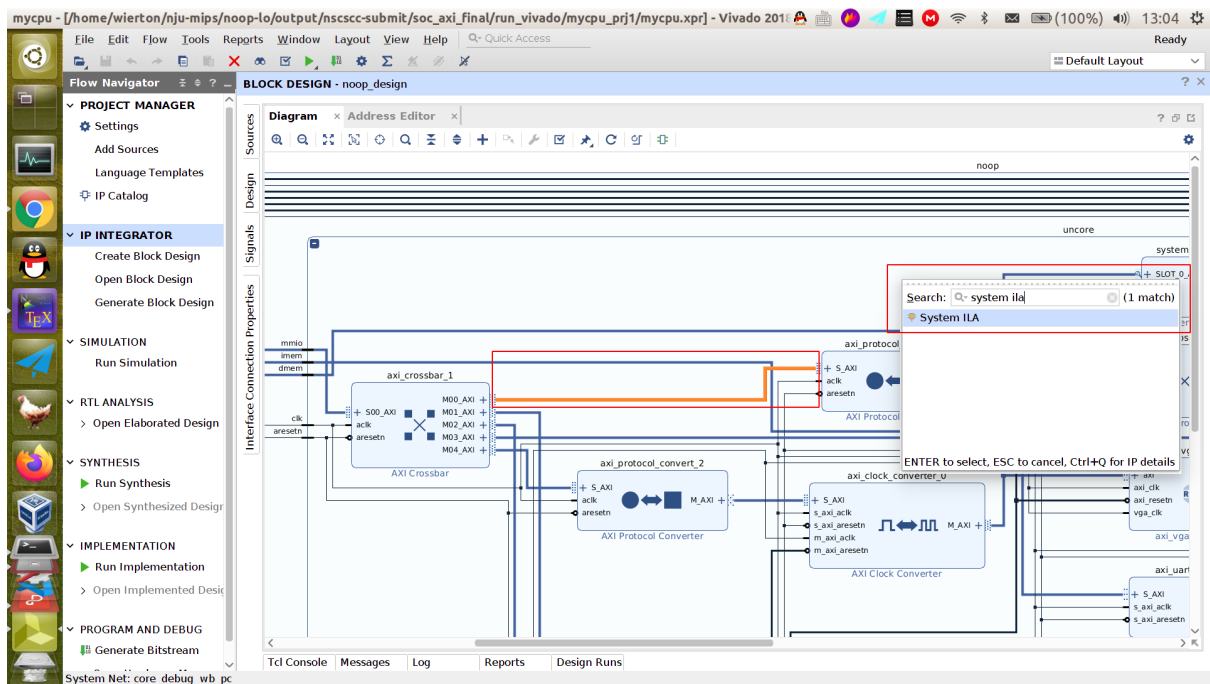 mycpu - [/home/wierton/nju-mips/noop-lo/output/nscscc-submit/soc_axi_final/run_vivado/mycpu_prj1/mycpu.xpr] - Vivado 201
(100%) 13:04
File Edit Flow Tools Reports Window Layout View Help Quick Access
Ready
Default Layout
Flow Navigator
PROJECT MANAGER
Settings
Add Sources
Language Templates
IP Catalog
IP INTEGRATOR
Create Block Design
Open Block Design
Generate Block Design
SIMULATION
Run Simulation
RTL ANALYSIS
Open Elaborated Design
SYNTHESIS
Run Synthesis
Open Synthesized Design
IMPLEMENTATION
Run Implementation
Open Implemented Desig
PROGRAM AND DEBUG
Generate Bitstream
BLOCK DESIGN - noop_design
Sources
Design
Signals
Interface Connection Properties
Diagram Address Editor
noop
uncore
system
+ SLOT_0_
mmio
imem
dmem
clk
aresetn
axi_crossbar_1
+ S00_AXI
aclk
aresetn
M00_AXI +
M01_AXI +
M02_AXI +
M03_AXI +
M04_AXI +
AXI Crossbar
axi_protocol
+ S_AXI
aclk
aresetn
AXI Protocol
axi_protocol_convert_2
+ S_AXI
aclk
aresetn
M_AXI +
AXI Protocol Converter
axi_clock_converter_0
+ S_AXI
s_axi_aclk
s_axi_aresetn
m_axi_aclk
m_axi_aresetn
M_AXI +
AXI Clock Converter
Search: system ila (1 match)
System ILA
ENTER to select, ESC to cancel, Ctrl+Q for IP details
+ axi
axi_clk
axi_resetn
vga_clk
axi_vga
axi_uar
+ S_AXI
s_axi_aclk
s_axi_aresetn
Tcl Console Messages Log Reports Design Runs
System Net: core_debug_wb_pc
TEX